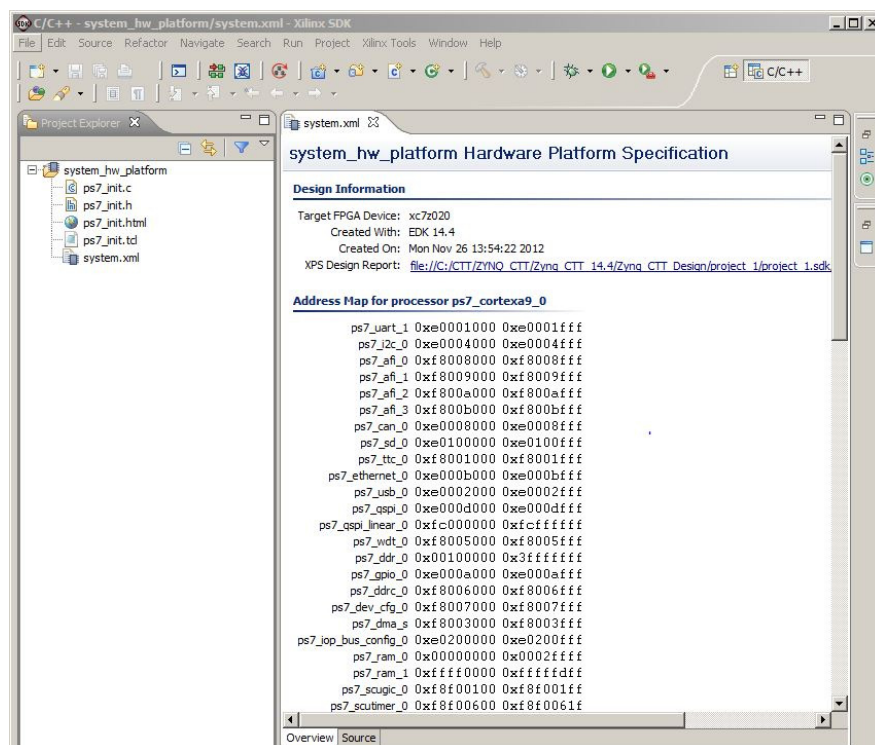 C/C++ - system_hw_platform/system.xml - Xilinx SDK
File Edit Source Refactor Navigate Search Run Project Xilinx Tools Window Help
C/C++
Project Explorer
system.xml
system_hw_platform
ps7_init.c
ps7_init.h
ps7_init.html
ps7_init.tcl
system.xml
system_hw_platform Hardware Platform Specification
Design Information
Target FPGA Device: xc7z020
Created With: EDK 14.4
Created On: Mon Nov 26 13:54:22 2012
XPS Design Report: file://C:/CTT/ZYNQ_CTT/Zynq_CTT_14.4/Zynq_CTT_Design/project_1/project_1.sdk
Address Map for processor ps7_cortexa9_0
ps7_uart_1 0xe0001000 0xe0001fff
ps7_i2c_0 0xe0004000 0xe0004fff
ps7_afi_0 0xf8008000 0xf8008fff
ps7_afi_1 0xf8009000 0xf8009fff
ps7_afi_2 0xf800a000 0xf800afff
ps7_afi_3 0xf800b000 0xf800bfff
ps7_can_0 0xe0008000 0xe0008fff
ps7_sd_0 0xe0100000 0xe0100fff
ps7_ttc_0 0xf8001000 0xf8001fff
ps7_ethernet_0 0xe000b000 0xe000bfff
ps7_usb_0 0xe0002000 0xe0002fff
ps7_qspi_0 0xe000d000 0xe000dfff
ps7_qspi_linear_0 0xfc000000 0xfcffffff
ps7_wdt_0 0xf8005000 0xf8005fff
ps7_ddr_0 0x00100000 0x3fffffff
ps7_gpio_0 0xe000a000 0xe000afff
ps7_ddrc_0 0xf8006000 0xf8006fff
ps7_dev_cfg_0 0xf8007000 0xf8007fff
ps7_dma_s 0xf8003000 0xf8003fff
ps7_iop_bus_config_0 0xe0200000 0xe0200fff
ps7_ram_0 0x00000000 0x0002ffff
ps7_ram_1 0xffff0000 0xfffffdff
ps7_scugic_0 0xf8f00100 0xf8f001ff
ps7_scutimer_0 0xf8f00600 0xf8f0061f
Overview Source